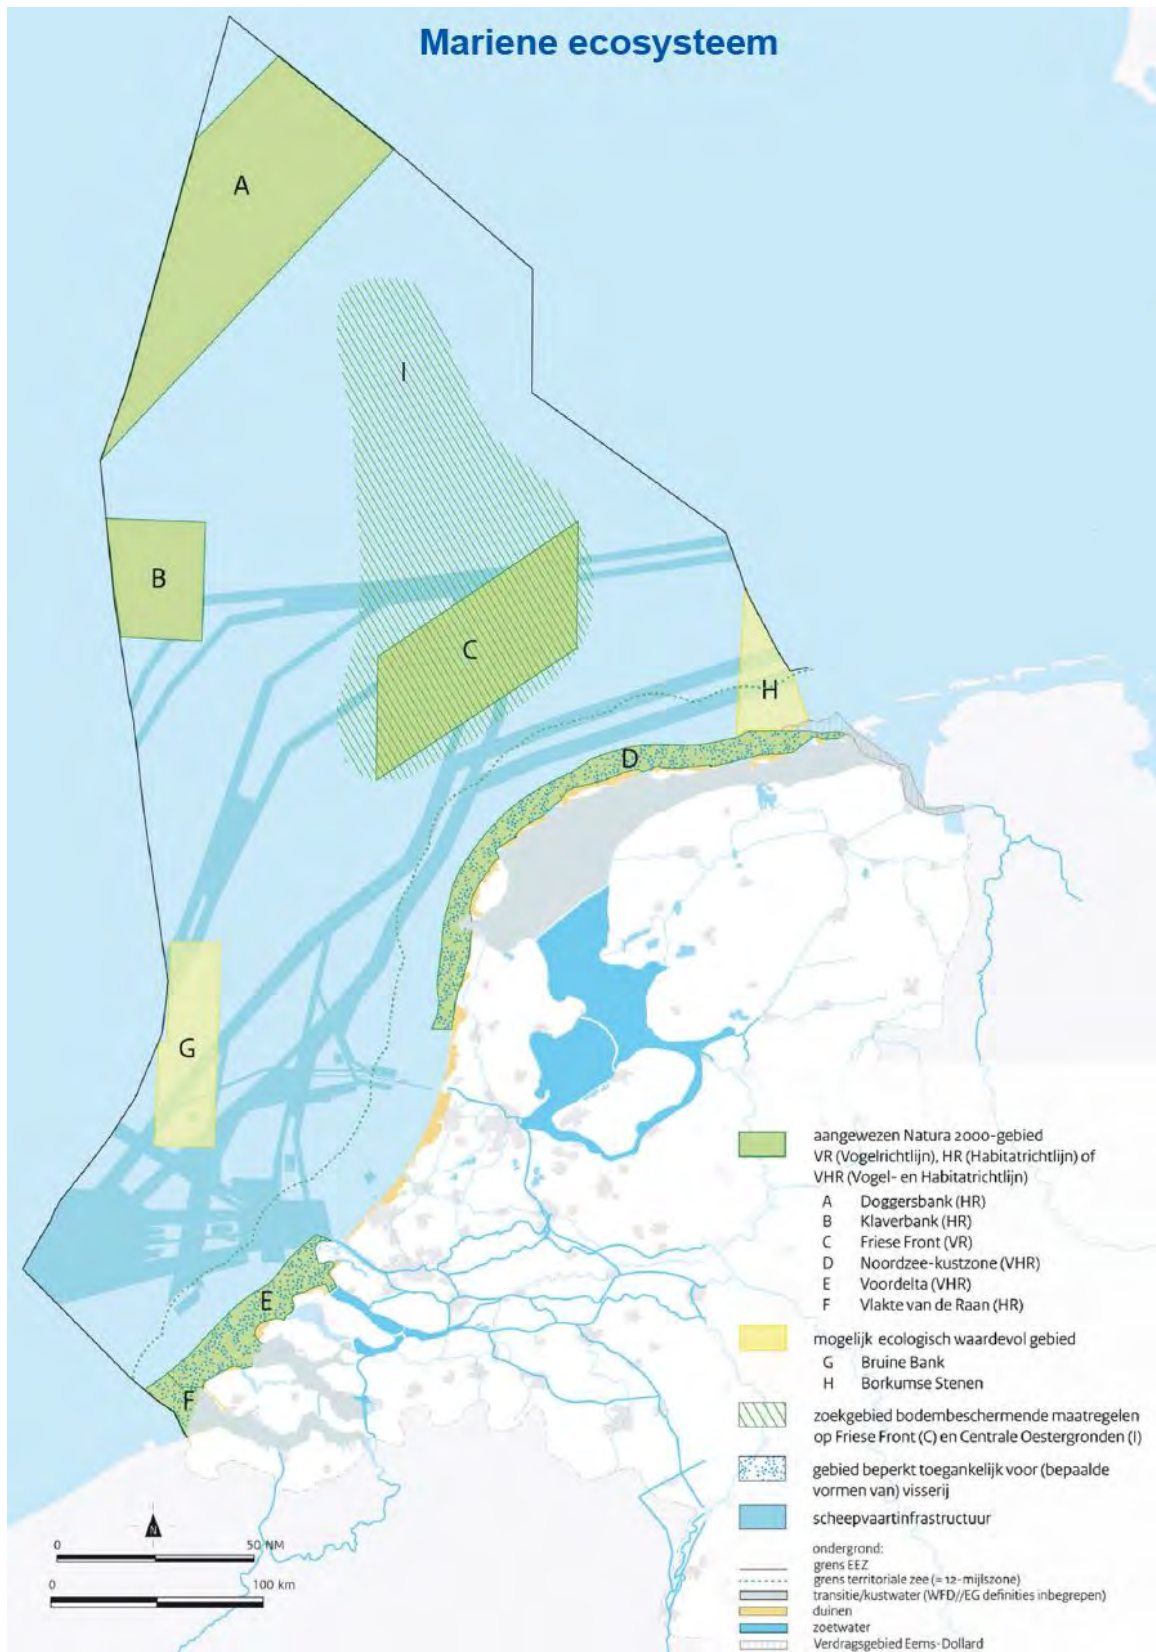 Mariene ecosysteem
A
I
B
C
H
D
G
E
F
aangewezen Natura 2000-gebied
VR (Vogelrichtlijn), HR (Habitatrichtlijn) of
VHR (Vogel- en Habitatrichtlijn)
A Doggersbank (HR)
B Klaverbank (HR)
C Friese Front (VR)
D Noordzee-kustzone (VHR)
E Voordelta (VHR)
F Vlakte van de Raan (HR)
mogelijk ecologisch waardevol gebied
G Bruine Bank
H Borkumse Stenen
zoekgebied bodembeschermende maatregelen
op Friese Front (C) en Centrale Oestergronden (I)
gebied beperkt toegankelijk voor (bepaalde
vormen van) visserij
scheepvaartinfrastructuur
ondergrond:
grens EEZ
grens territoriale zee (= 12-mijlszone)
transitie/kustwater (WFD//EG definities inbegrepen)
duinen
zoetwater
Verdragsgebied Eems-Dollard
N
0 50 NM
0 100 km